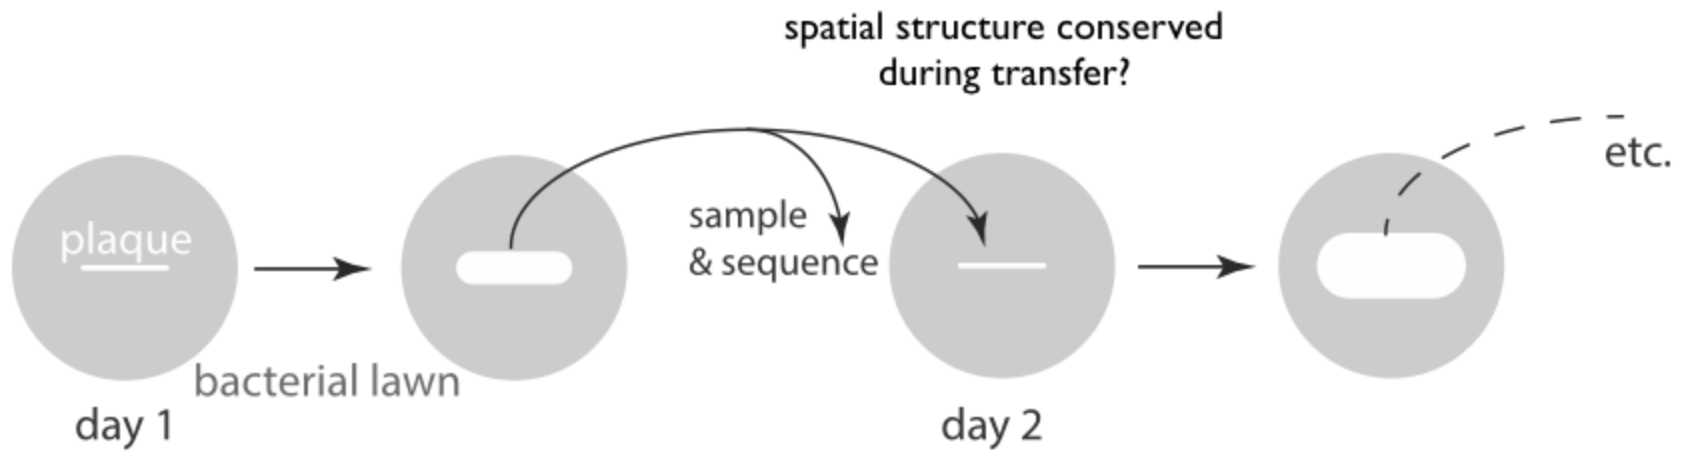 spatial structure conserved
during transfer?
etc.
plaque
sample
& sequence
bacterial lawn
day 1
day 2